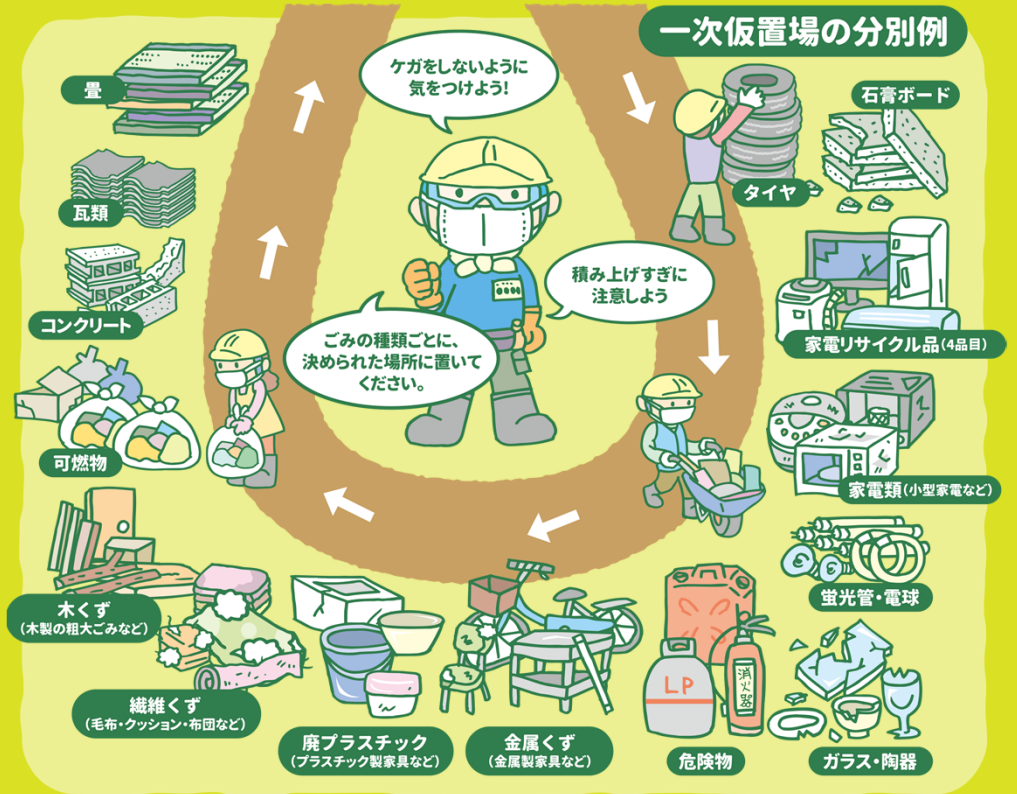 一次仮置場の分別例
ケガをしないように
気をつけよう!
積み上げすぎに
注意しよう
ごみの種類ごとに、
決められた場所に置いて
ください。
畳
瓦類
コンクリート
可燃物
木くず
（木製の粗大ごみなど）
繊維くず
（毛布・クッション・布団など）
廃プラスチック
（プラスチック製家具など）
金属くず
（金属製家具など）
危険物
LP
消火器
ガラス・陶器
蛍光管・電球
家電類（小型家電など）
家電リサイクル品（4品目）
タイヤ
石膏ボード